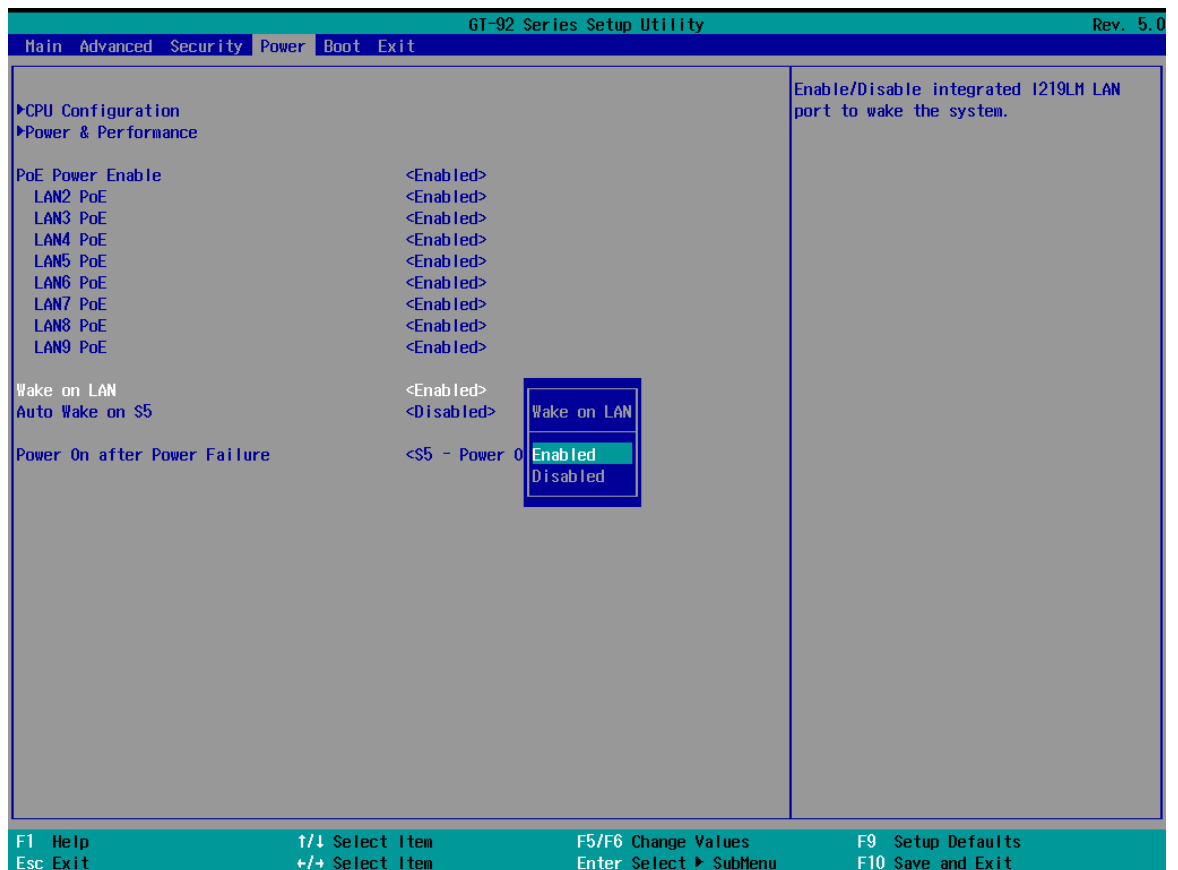 GT-92 Series Setup Utility Rev. 5.0
Main Advanced Security Power Boot Exit
Enable/Disable integrated I219LM LAN
port to wake the system.
▶CPU Configuration
▶Power & Performance
PoE Power Enable <Enabled>
LAN2 PoE <Enabled>
LAN3 PoE <Enabled>
LAN4 PoE <Enabled>
LAN5 PoE <Enabled>
LAN6 PoE <Enabled>
LAN7 PoE <Enabled>
LAN8 PoE <Enabled>
LAN9 PoE <Enabled>
Wake on LAN <Enabled>
Auto Wake on S5 <Disabled>
Power On after Power Failure <S5 - Power O
Wake on LAN
Enabled
Disabled
F1 Help ↑/↓ Select Item F5/F6 Change Values F9 Setup Defaults
Esc Exit ←/→ Select Item Enter Select ▶ SubMenu F10 Save and Exit